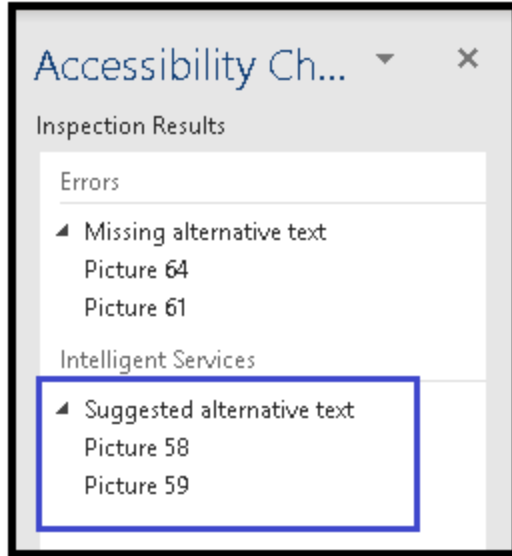 Accessibility Ch...
Inspection Results
Errors
Missing alternative text
Picture 64
Picture 61
Intelligent Services
Suggested alternative text
Picture 58
Picture 59